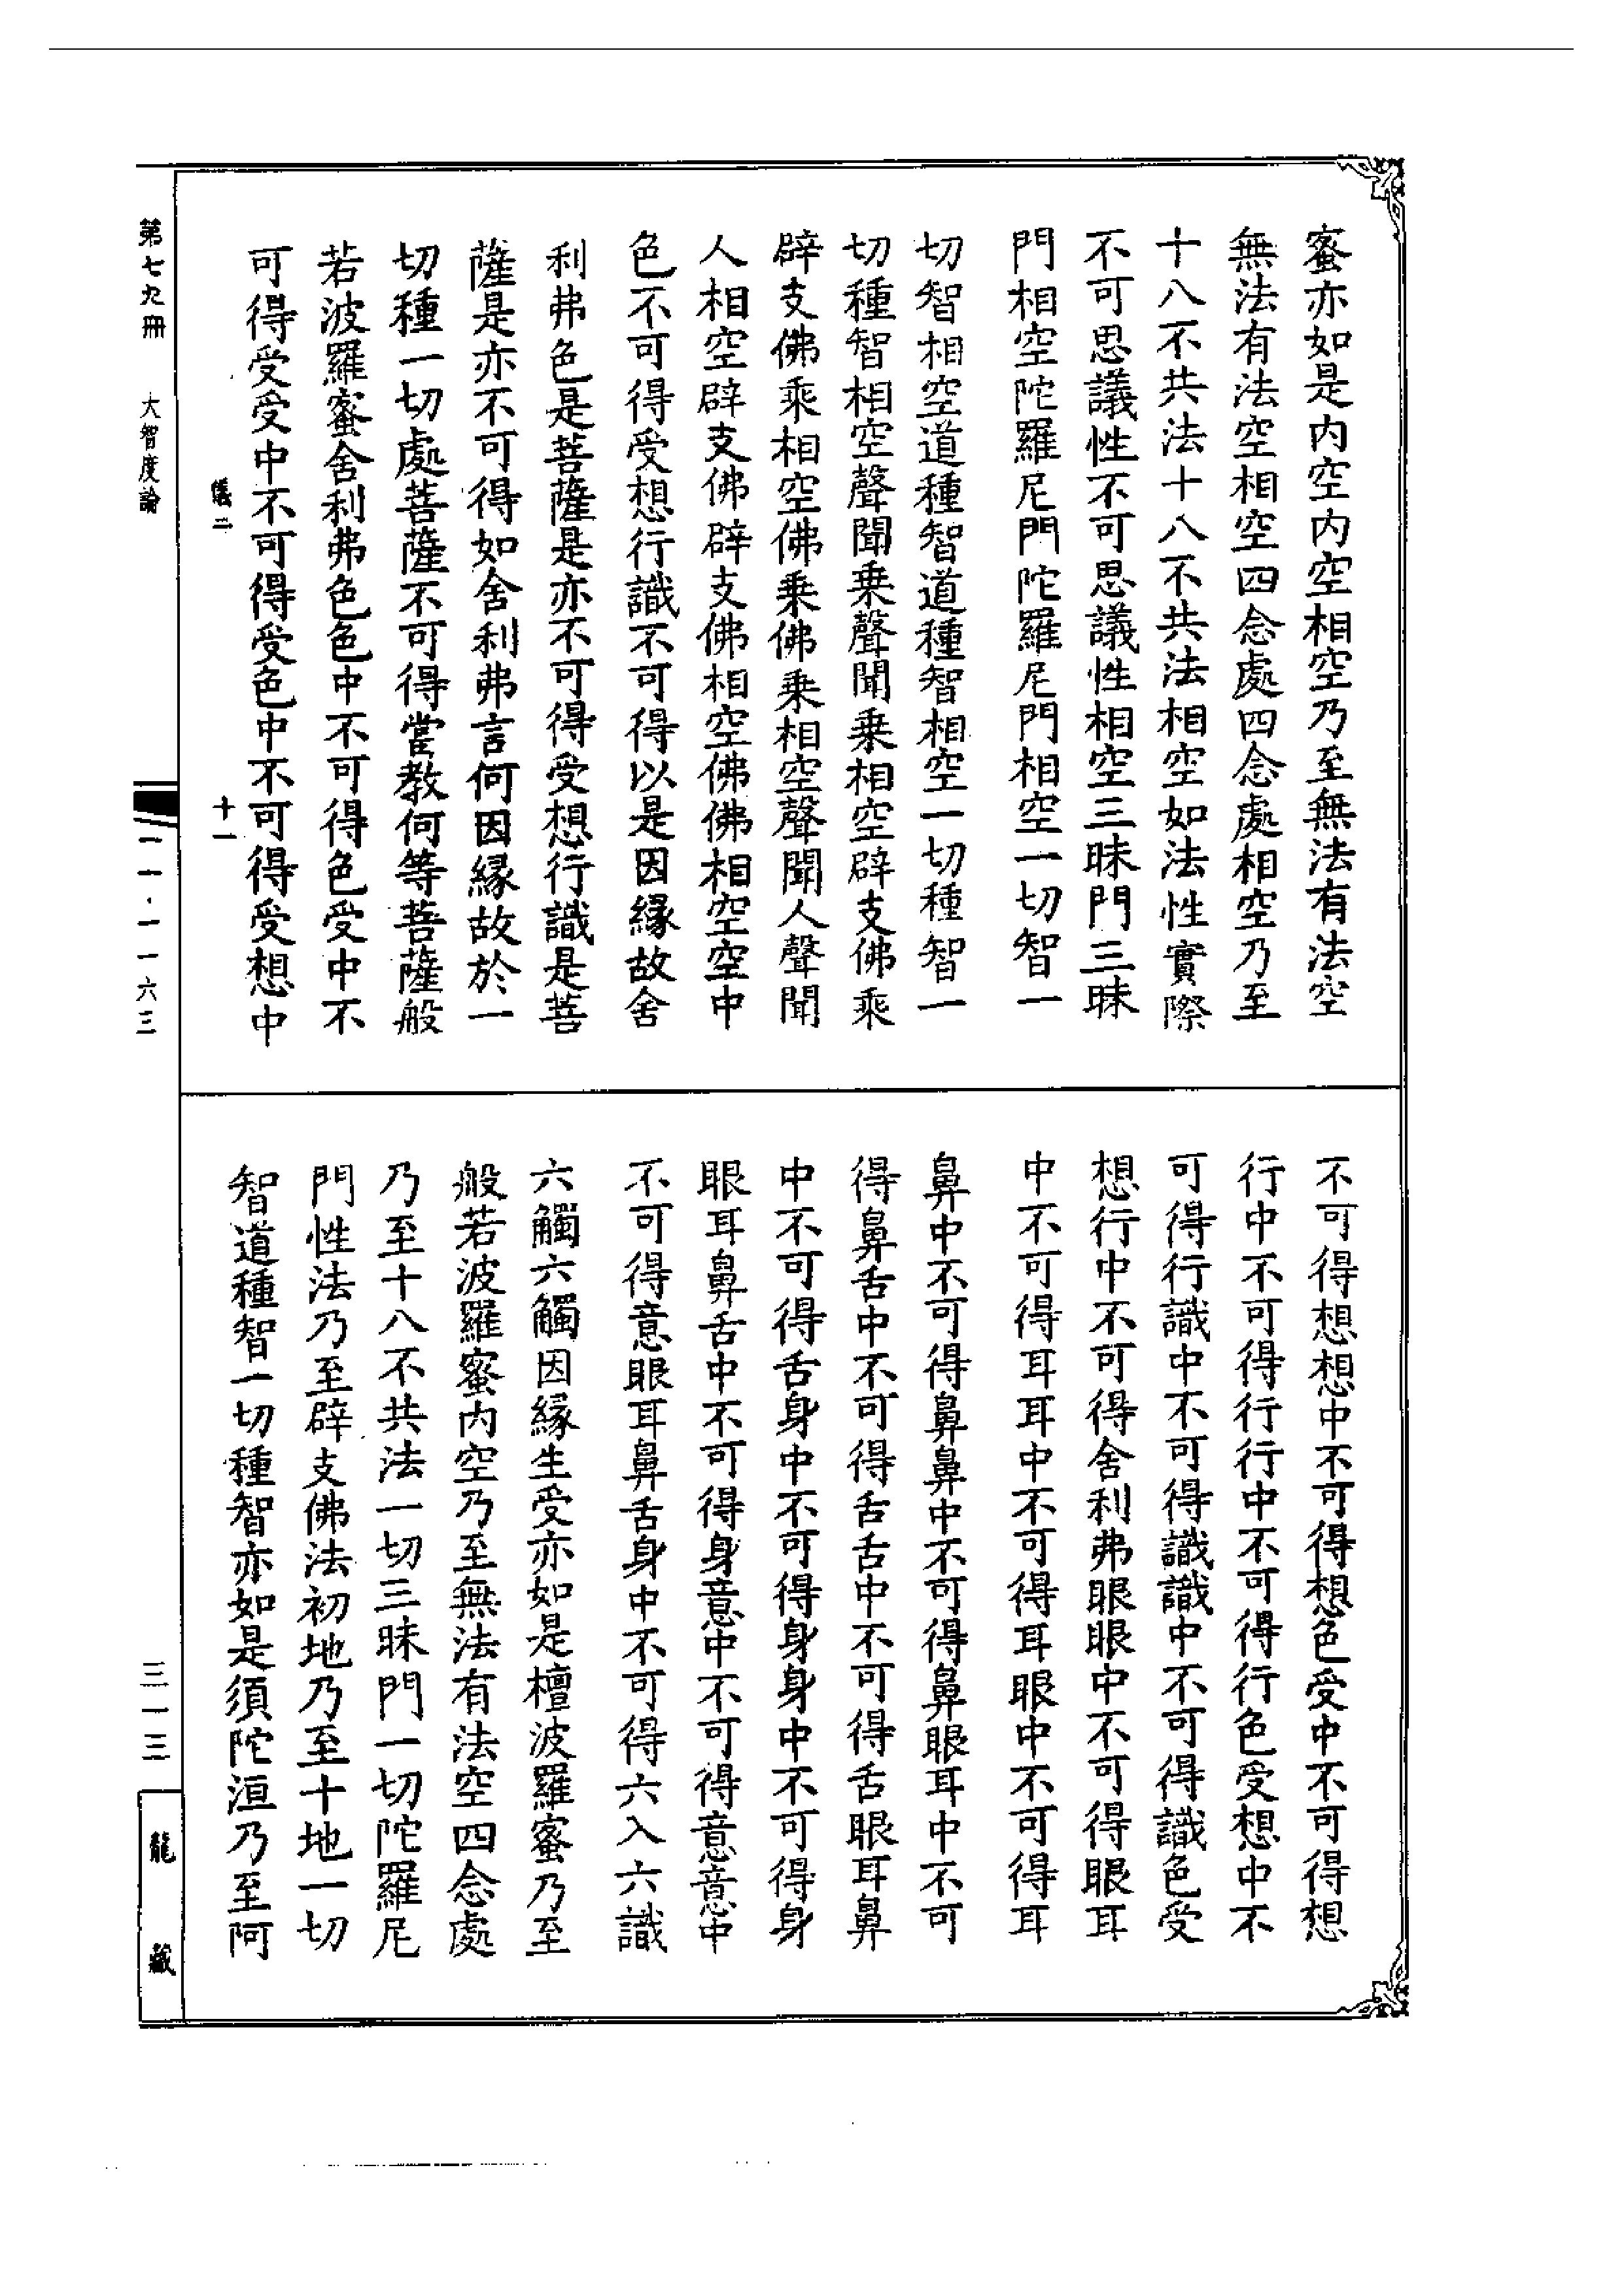 蜜亦如是內空內空相空乃至無法有法空
無法有法空相空四念處四念處相空乃至
十八不共法十八不共法相空如法性實際
不可思議性不可思議性相空三昧門三昧
門相空陀羅尼門陀羅尼門相空一切智一
切智相空道種智道種智相空一切種智一
切種智相空聲聞乗聲聞乗相空辟支佛乘
辟支佛乘相空佛乗佛乗相空聲聞人聲聞
人相空辟支佛辟支佛相空佛佛相空空中
色不可得受想行識不可得以是因緣故舍
利弗色是菩薩是亦不可得受想行識是菩
薩是亦不可得如舍利弗言何因緣故於一
切種一切處菩薩不可得當教何等菩薩般
若波羅蜜舍利弗色色中不可得色受中不
可得受受中不可得受色中不可得受想中
不可得想想中不可得想色受中不可得想
行中不可得行行中不可得行色受想中不
可得行識中不可得識識中不可得識色受
想行中不可得舍利弗眼眼中不可得眼耳
中不可得耳耳中不可得耳眼中不可得耳
鼻中不可得鼻鼻中不可得鼻眼耳中不可
得鼻舌中不可得舌舌中不可得舌眼耳鼻
中不可得舌身中不可得身身中不可得身
眼耳鼻舌中不可得身意中不可得意意中
不可得意眼耳鼻舌身中不可得六入六識
六觸六觸因緣生受亦如是檀波羅蜜乃至
般若波羅蜜內空乃至無法有法空四念處
乃至十八不共法一切三昧門一切陀羅尼
門性法乃至辟支佛法初地乃至十地一切
智道種智一切種智亦如是須陀洹乃至阿
儀二
十一
第七九冊
大智度論
一一·一一六三
三一三
龍藏